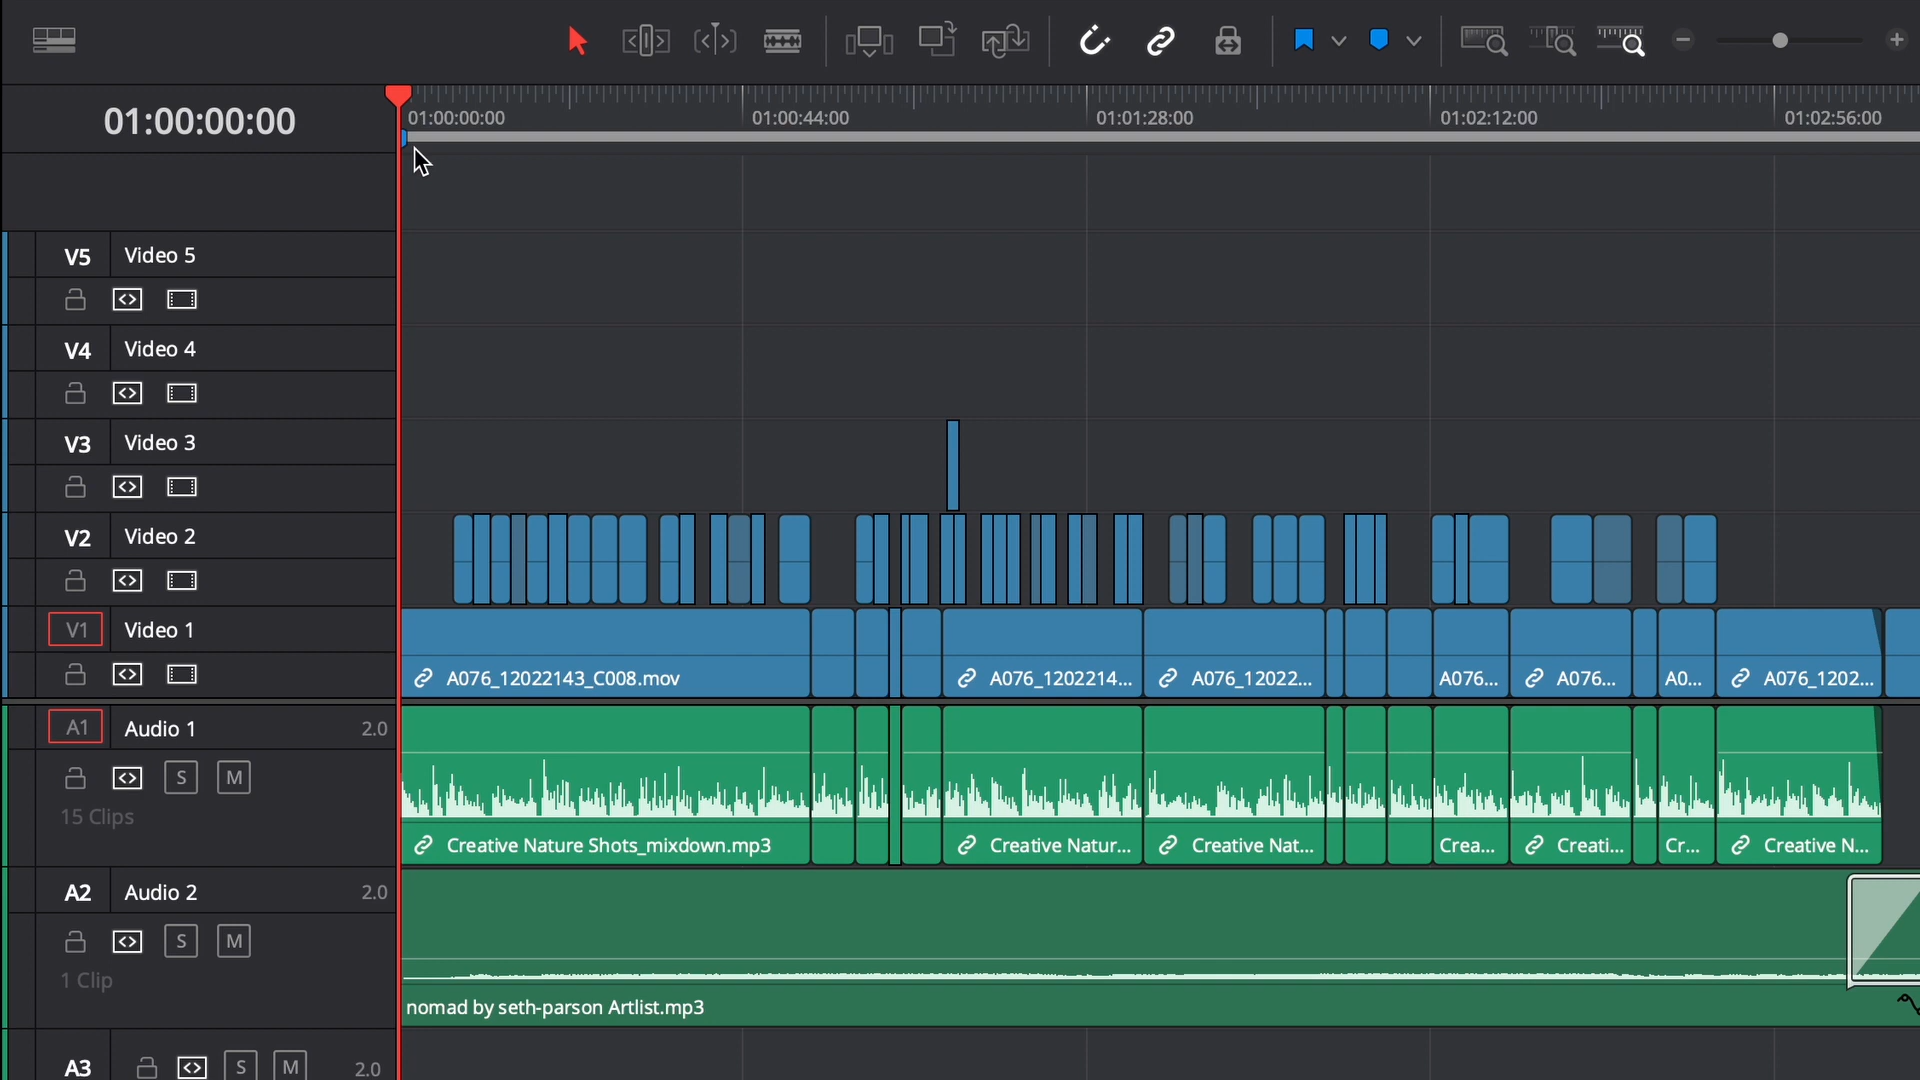 01:00:00:00
01:00:00:00 01:00:44:00 01:01:28:00 01:02:12:00 01:02:56:00
V5 Video 5
V4 Video 4
V3 Video 3
V2 Video 2
V1 Video 1
A076_12022143_C008.mov A076_1202214... A076_12022... A076... A076... A0... A076_1202...
A1 Audio 1 2.0
S M
15 Clips
Creative Nature Shots_mixdown.mp3 Creative Natur... Creative Nat... Crea... Creati... Cr... Creative N...
A2 Audio 2 2.0
S M
1 Clip
nomad by seth-parson Artlist.mp3
A3 S M 2.0